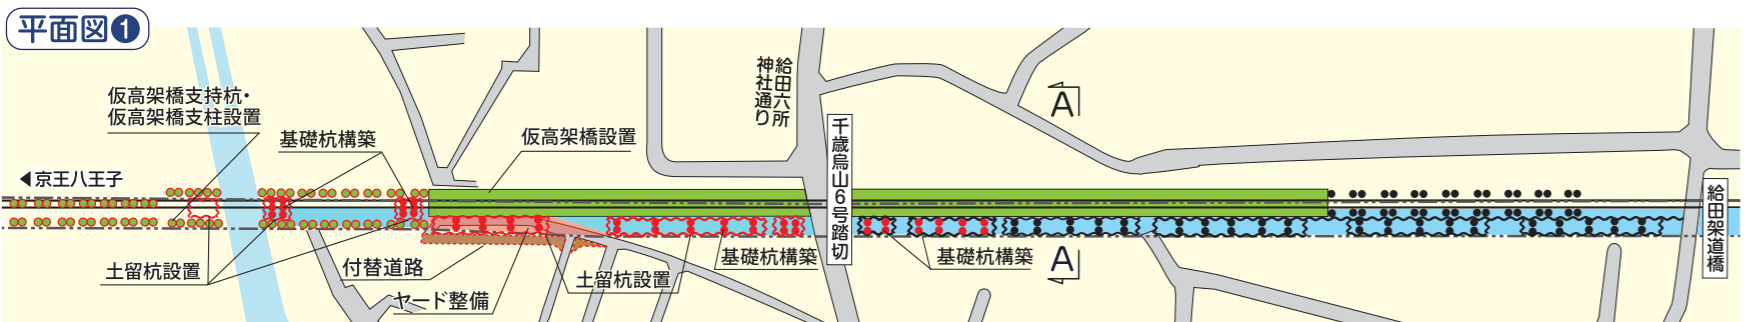 平面図❶
仮高架橋支持杭・
仮高架橋支柱設置
基礎杭構築
仮高架橋設置
給田六所
神社通り
千歳烏山6号踏切
A
◀京王八王子
給田架道橋
土留杭設置
付替道路
ヤード整備
土留杭設置
基礎杭構築
基礎杭構築
A